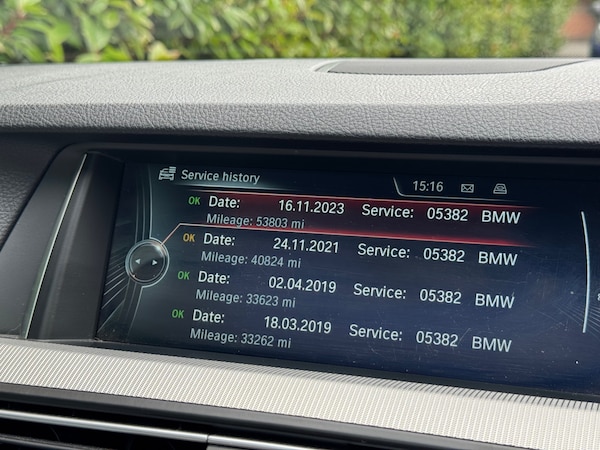 Service history
15:16
OK Date: 16.11.2023 Service: 05382 BMW
Mileage: 53803 mi
OK Date: 24.11.2021 Service: 05382 BMW
Mileage: 40824 mi
OK Date: 02.04.2019 Service: 05382 BMW
Mileage: 33623 mi
OK Date: 18.03.2019 Service: 05382 BMW
Mileage: 33262 mi